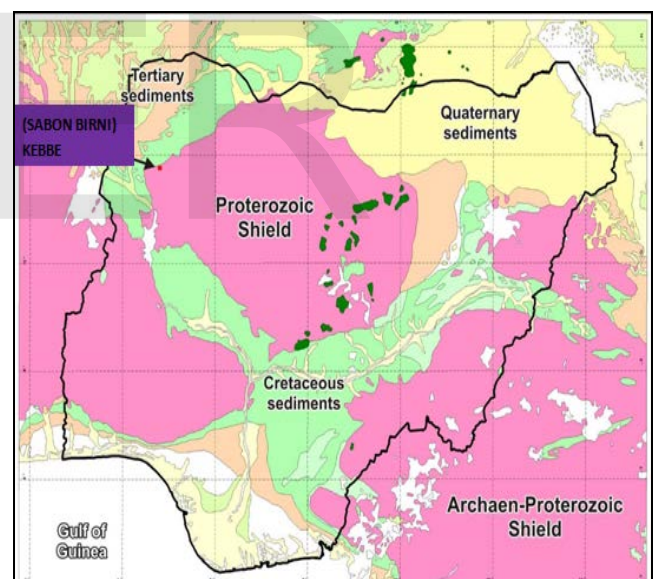 Tertiary
sediments
(SABON BIRNI)
KEBBE
Quaternary
sediments
Proterozoic
Shield
Cretaceous
sediments
Archaen-Proterozoic
Shield
Gulf of
Guinea